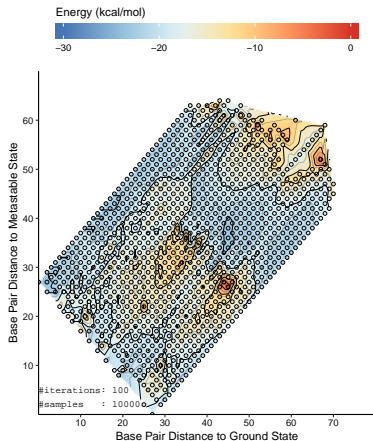 Energy (kcal/mol)
−30 −20 −10 0
Base Pair Distance to Metastable State
60
50
40
30
20
10
#iterations: 100
#samples   : 10000
10 20 30 40 50 60 70
Base Pair Distance to Ground State